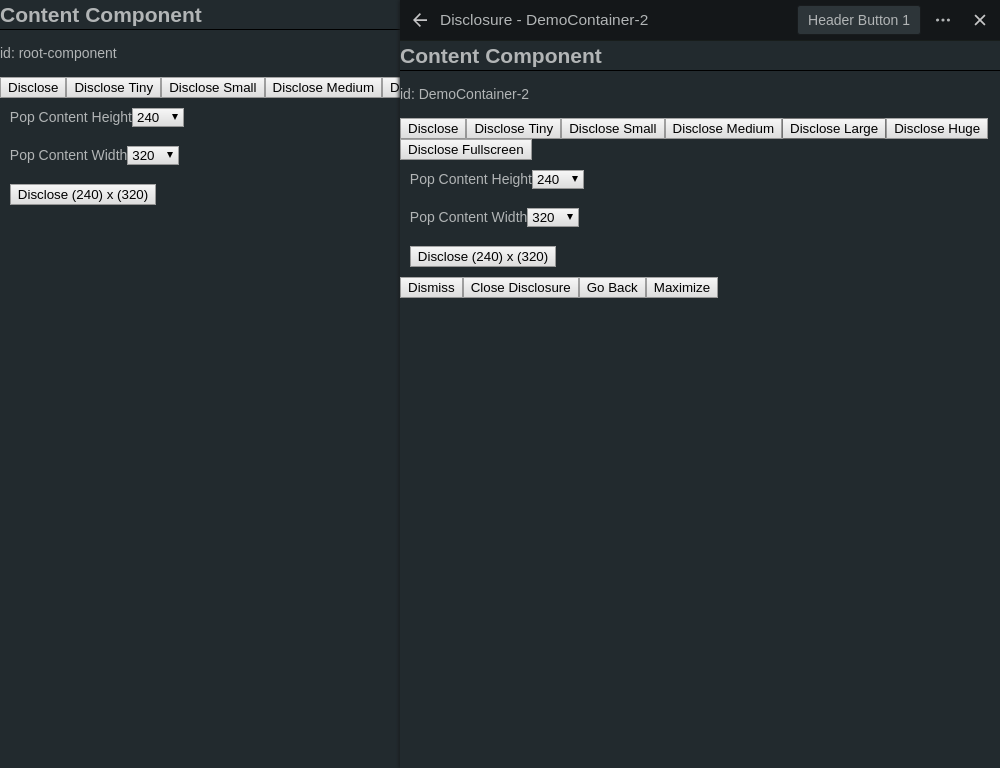 Content Component
id: root-component
Disclose Disclose Tiny Disclose Small Disclose Medium D
Pop Content Height 240
Pop Content Width 320
Disclose (240) x (320)
Disclosure - DemoContainer-2 Header Button 1
Content Component
id: DemoContainer-2
Disclose Disclose Tiny Disclose Small Disclose Medium Disclose Large Disclose Huge
Disclose Fullscreen
Pop Content Height 240
Pop Content Width 320
Disclose (240) x (320)
Dismiss Close Disclosure Go Back Maximize